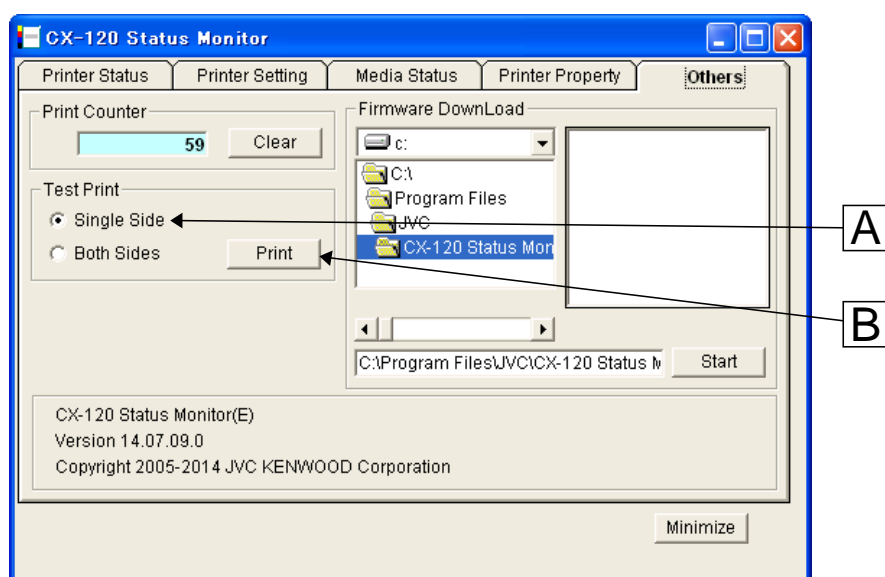 CX-120 Status Monitor
Printer Status Printer Setting Media Status Printer Property Others
Print Counter
59 Clear
Test Print
Single Side
Both Sides Print
Firmware DownLoad
c:
C:\
Program Files
JVC
CX-120 Status Mon
C:\Program Files\JVC\CX-120 Status M Start
A
B
CX-120 Status Monitor(E)
Version 14.07.09.0
Copyright 2005-2014 JVC KENWOOD Corporation
Minimize